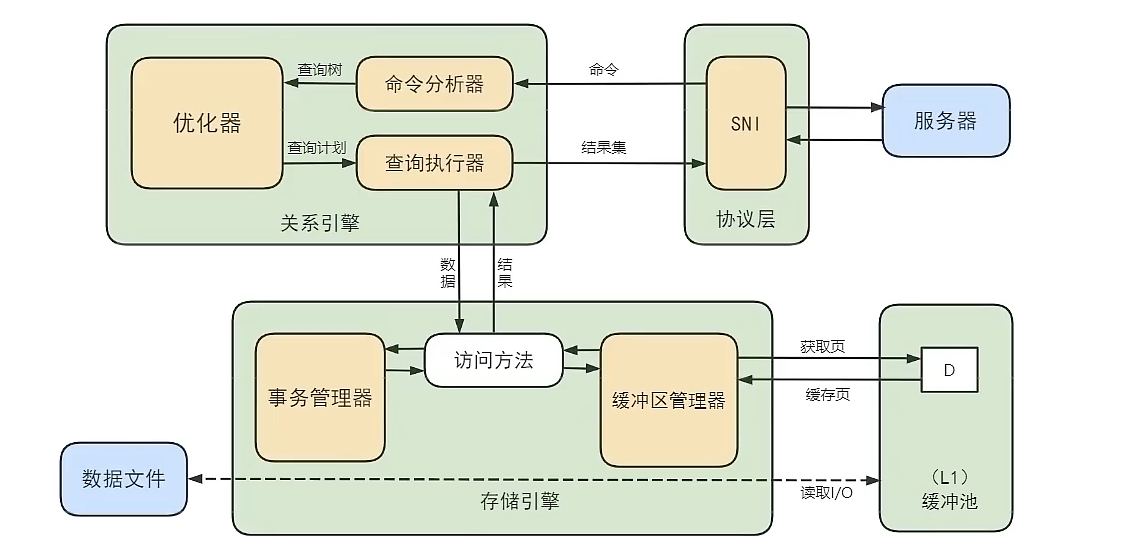 查询树
命令分析器
命令
优化器
SNI
服务器
查询计划
查询执行器
结果集
关系引擎
协议层
数据
结果
事务管理器
访问方法
缓冲区管理器
获取页
D
缓存页
数据文件
存储引擎
读取I/O
（L1）
缓冲池